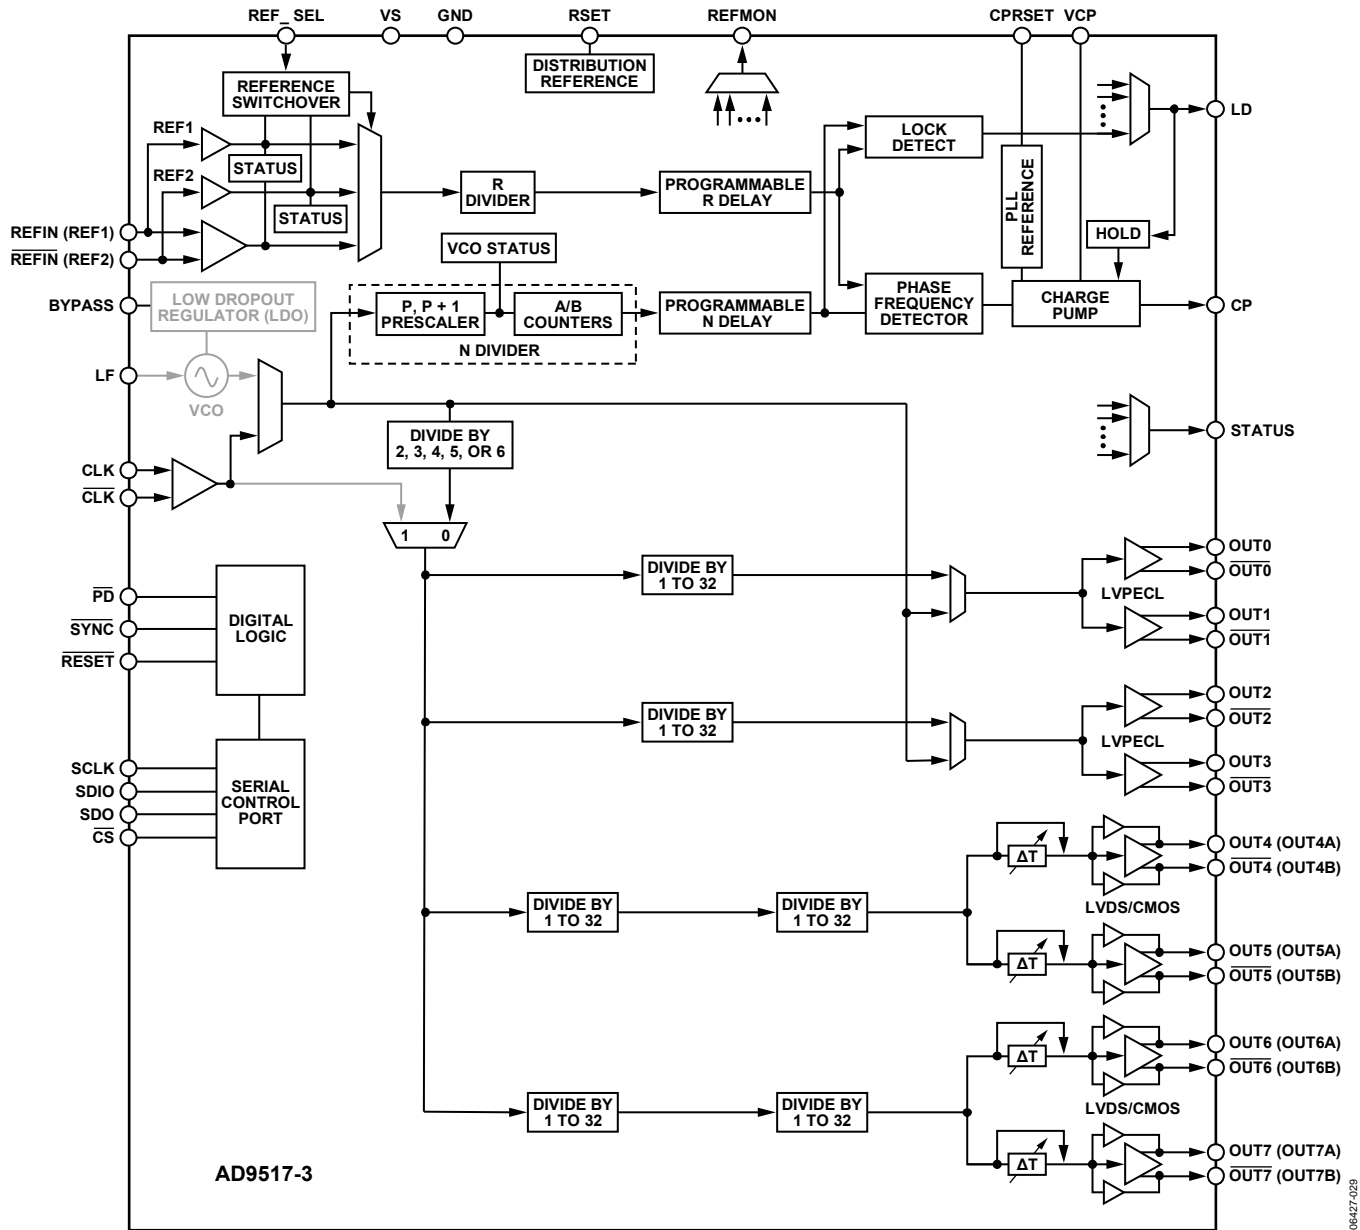 REF_ SEL
VS
GND
RSET
REFMON
CPRSET
VCP
DISTRIBUTION
REFERENCE
REFERENCE
SWITCHOVER
REF1
STATUS
REF2
STATUS
REFIN (REF1)
REFIN (REF2)
BYPASS
LF
CLK
CLK
R
DIVIDER
PROGRAMMABLE
R DELAY
LOCK
DETECT
PLL
REFERENCE
LD
HOLD
VCO STATUS
LOW DROPOUT
REGULATOR (LDO)
VCO
P, P + 1
PRESCALER
A/B
COUNTERS
N DIVIDER
PROGRAMMABLE
N DELAY
PHASE
FREQUENCY
DETECTOR
CHARGE
PUMP
CP
STATUS
DIVIDE BY
2, 3, 4, 5, OR 6
1 0
PD
SYNC
RESET
DIGITAL
LOGIC
SCLK
SDIO
SDO
CS
SERIAL
CONTROL
PORT
DIVIDE BY
1 TO 32
LVPECL
OUT0
OUT0
OUT1
OUT1
DIVIDE BY
1 TO 32
LVPECL
OUT2
OUT2
OUT3
OUT3
DIVIDE BY
1 TO 32
DIVIDE BY
1 TO 32
ΔT
ΔT
LVDS/CMOS
OUT4 (OUT4A)
OUT4 (OUT4B)
OUT5 (OUT5A)
OUT5 (OUT5B)
DIVIDE BY
1 TO 32
DIVIDE BY
1 TO 32
ΔT
ΔT
LVDS/CMOS
OUT6 (OUT6A)
OUT6 (OUT6B)
OUT7 (OUT7A)
OUT7 (OUT7B)
AD9517-3
06427-029